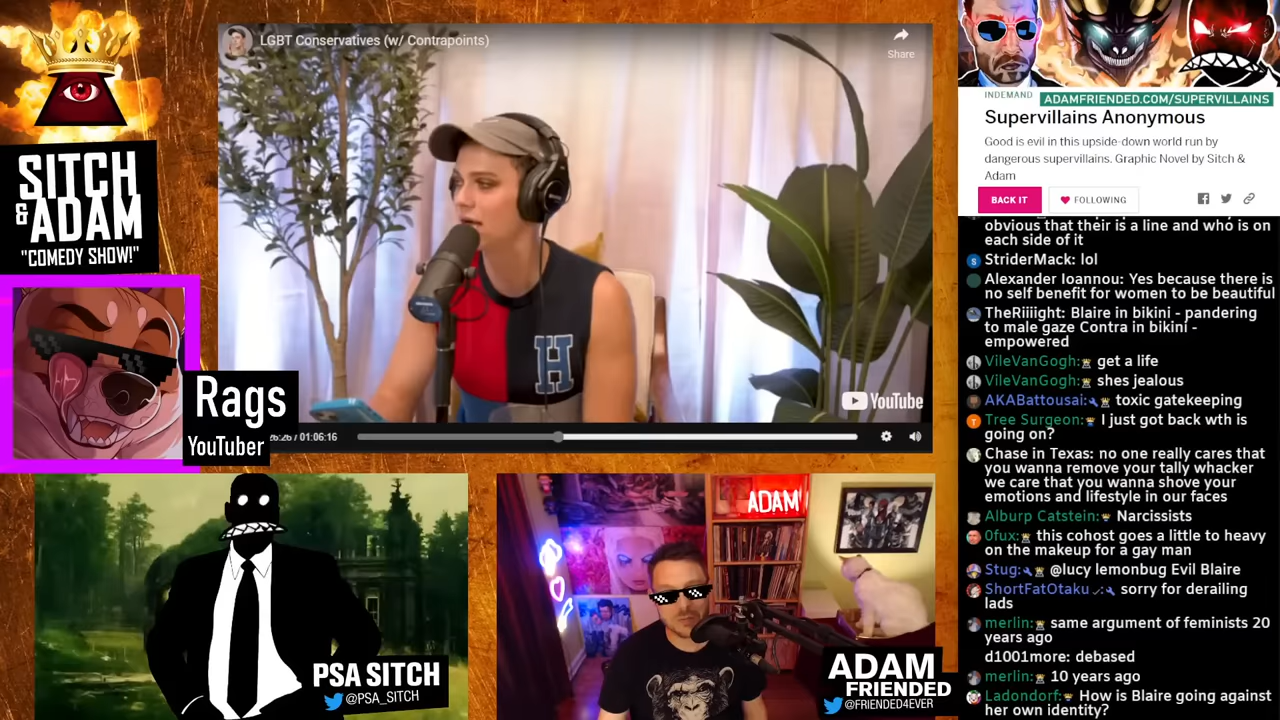 LGBT Conservatives (w/ Contrapoints)
Share
H
YouTube
/ 01:06:16
SITCH
& ADAM
"COMEDY SHOW!"
Rags
YouTuber
PSA SITCH
@PSA_SITCH
ADAM
ADAM
FRIENDED
@FRIENDED4EVER
INDEMAND
ADAMFRIENDED.COM/SUPERVILLAINS
Supervillains Anonymous
Good is evil in this upside-down world run by
dangerous supervillains. Graphic Novel by Sitch &
Adam
BACK IT
FOLLOWING
obvious that their is a line and who is on
each side of it
StriderMack: lol
Alexander Ioannou: Yes because there is
no self benefit for women to be beautiful
TheRiiiight: Blaire in bikini - pandering
to male gaze Contra in bikini -
empowered
VileVanGogh: get a life
VileVanGogh: shes jealous
AKABattousai: toxic gatekeeping
Tree Surgeon: I just got back wth is
going on?
Chase in Texas: no one really cares that
you wanna remove your tally whacker
we care that you wanna shove your
emotions and lifestyle in our faces
Alburp Catstein: Narcissists
0fux: this cohost goes a little to heavy
on the makeup for a gay man
Stug: @lucy lemonbug Evil Blaire
ShortFatOtaku ✓: sorry for derailing
lads
merlin: same argument of feminists 20
years ago
d1001more: debased
merlin: 10 years ago
Ladondorf: How is Blaire going against
her own identity?